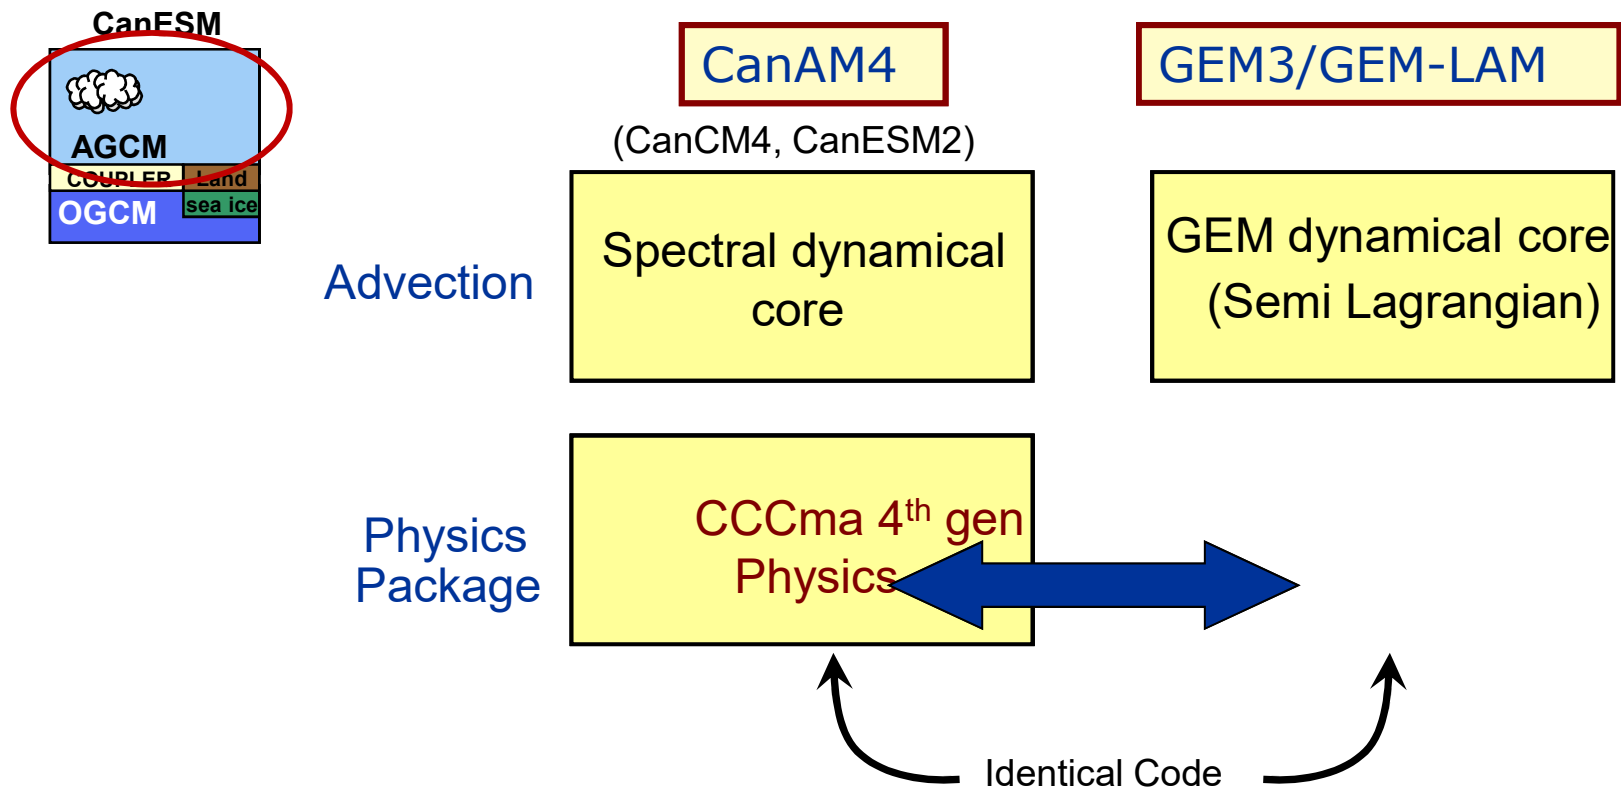 CanESM
AGCM
COUPLER
Land
OGCM
sea ice
CanAM4
GEM3/GEM-LAM
(CanCM4, CanESM2)
Advection
Spectral dynamical
core
GEM dynamical core
(Semi Lagrangian)
Physics
Package
CCCma 4th gen
Physics
Identical Code